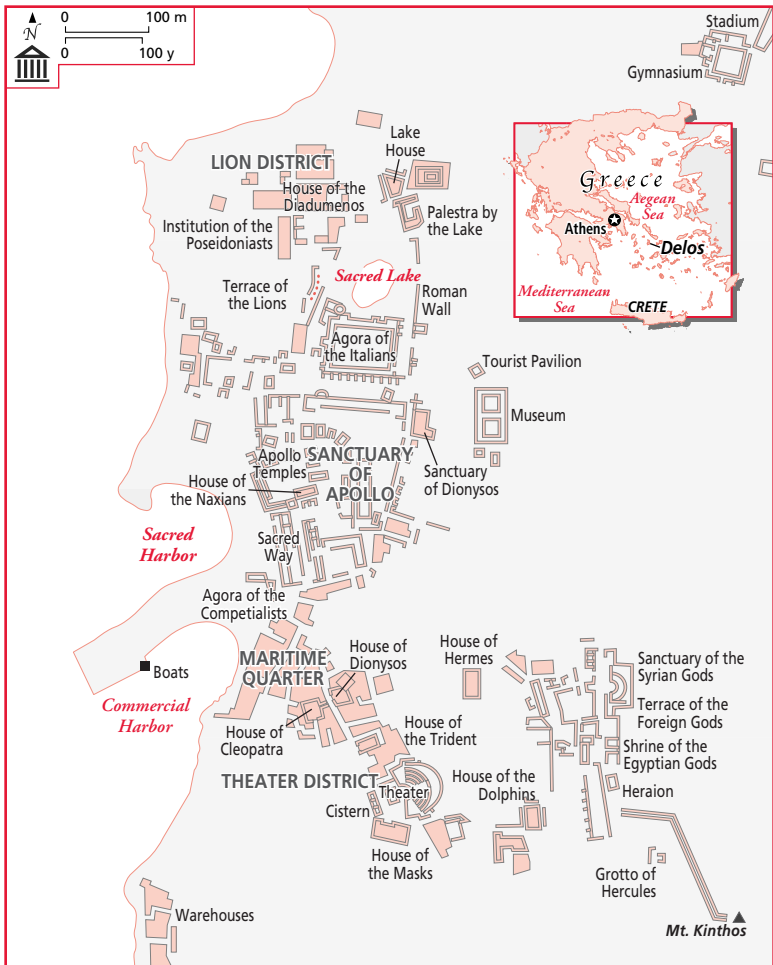 0 100 m
N
0 100 y
Stadium
Gymnasium
Lake
House
LION DISTRICT
House of the
Diadumenos
Palestra by
the Lake
Institution of the
Poseidoniasts
Greece
Aegean
Sea
Athens
Delos
Mediterranean
Sea
CRETE
Sacred Lake
Terrace of
the Lions
Roman
Wall
Agora of
the Italians
Tourist Pavilion
Museum
Apollo
Temples
SANCTUARY
OF
APOLLO
House of
the Naxians
Sanctuary
of Dionysos
Sacred
Harbor
Sacred
Way
Agora of the
Competialists
MARITIME
QUARTER
House of
Dionysos
House of
Hermes
Sanctuary of the
Syrian Gods
Boats
Commercial
Harbor
Terrace of the
Foreign Gods
House of
Cleopatra
House of
the Trident
Shrine of the
Egyptian Gods
THEATER DISTRICT
Theater
House of the
Dolphins
Heraion
Cistern
House of
the Masks
Grotto of
Hercules
Warehouses
Mt. Kinthos